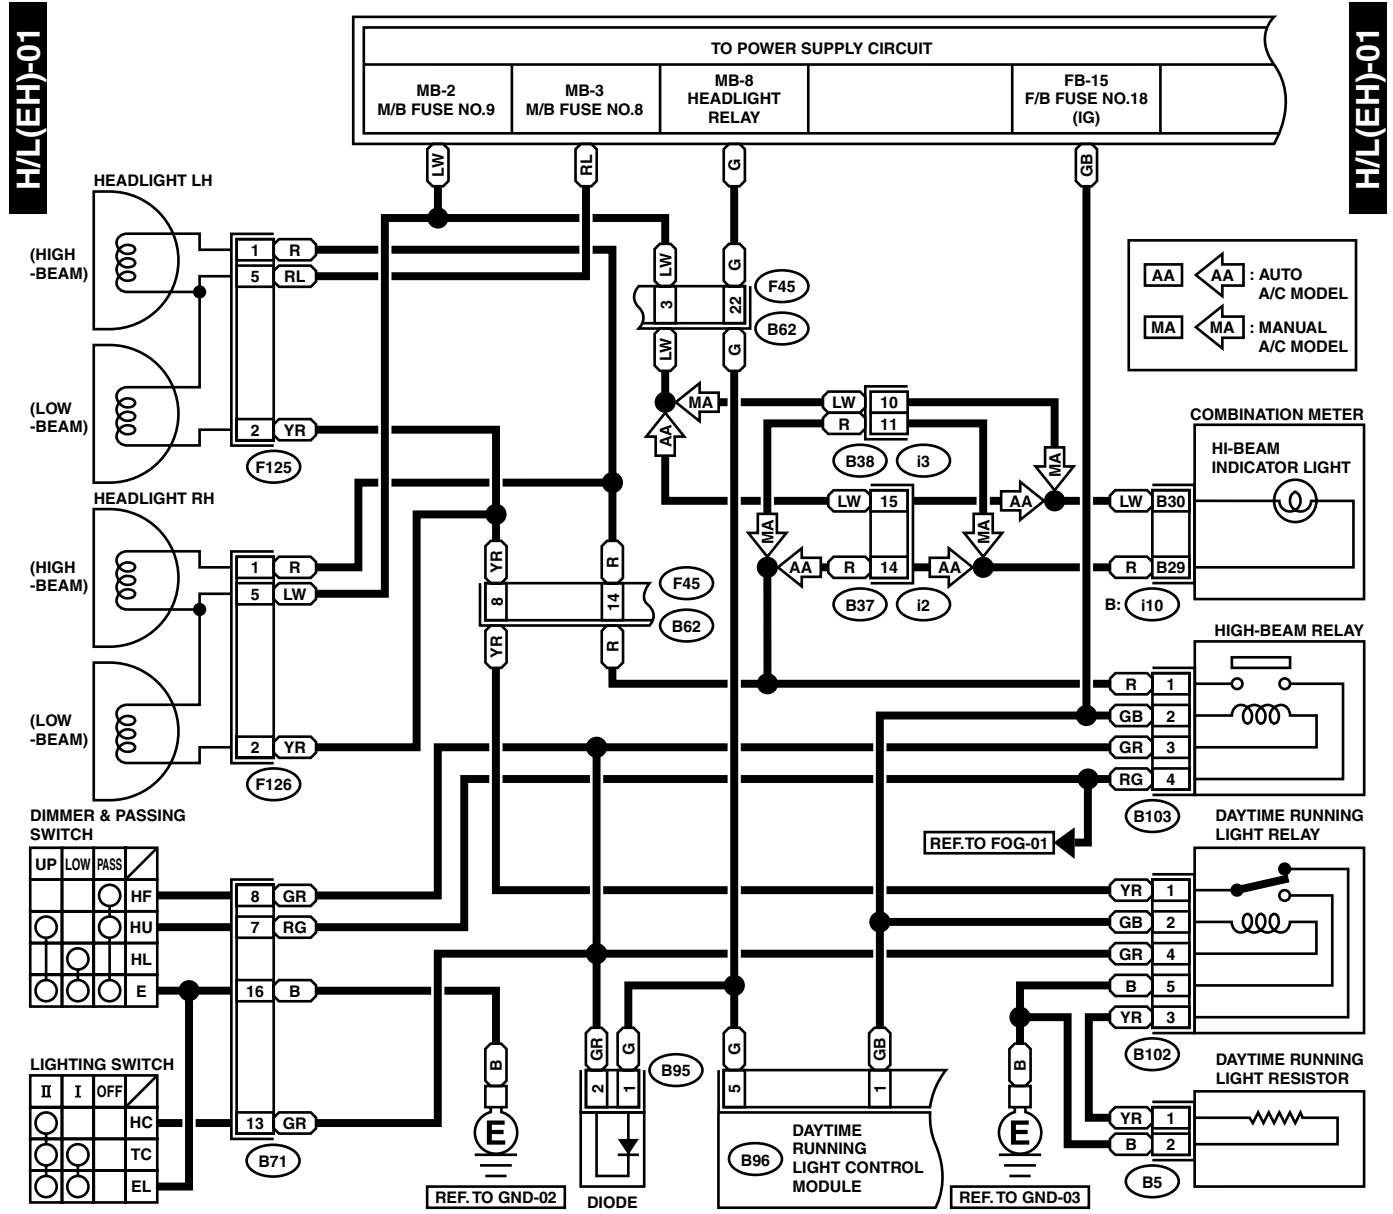 H/L(EH)-01
H/L(EH)-01
TO POWER SUPPLY CIRCUIT
MB-2
M/B FUSE NO.9
MB-3
M/B FUSE NO.8
MB-8
HEADLIGHT
RELAY
FB-15
F/B FUSE NO.18
(IG)
LW
RL
G
GB
HEADLIGHT LH
(HIGH
-BEAM)
1 R
5 RL
(LOW
-BEAM)
2 YR
F125
LW
G
3
22
F45
B62
LW
G
AA AA : AUTO
A/C MODEL
MA MA : MANUAL
A/C MODEL
MA
AA
LW 10
R 11
B38 i3
MA
LW 15
AA
MA
MA
AA
R 14
AA
B37 i2
COMBINATION METER
HI-BEAM
INDICATOR LIGHT
LW B30
R B29
B: i10
HEADLIGHT RH
(HIGH
-BEAM)
1 R
5 LW
(LOW
-BEAM)
2 YR
F126
YR
R
8
14
F45
B62
YR
R
HIGH-BEAM RELAY
R 1
GB 2
GR 3
RG 4
B103
REF.TO FOG-01
DIMMER & PASSING
SWITCH
UP LOW PASS
HF
HU
HL
E
8 GR
7 RG
16 B
13 GR
B71
LIGHTING SWITCH
II I OFF
HC
TC
EL
B
E
REF. TO GND-02
GR
G
2
1
B95
DIODE
G
GB
5
1
B96
DAYTIME
RUNNING
LIGHT CONTROL
MODULE
B
E
REF. TO GND-03
DAYTIME RUNNING
LIGHT RELAY
YR 1
GB 2
GR 4
B 5
YR 3
B102
DAYTIME RUNNING
LIGHT RESISTOR
YR 1
B 2
B5